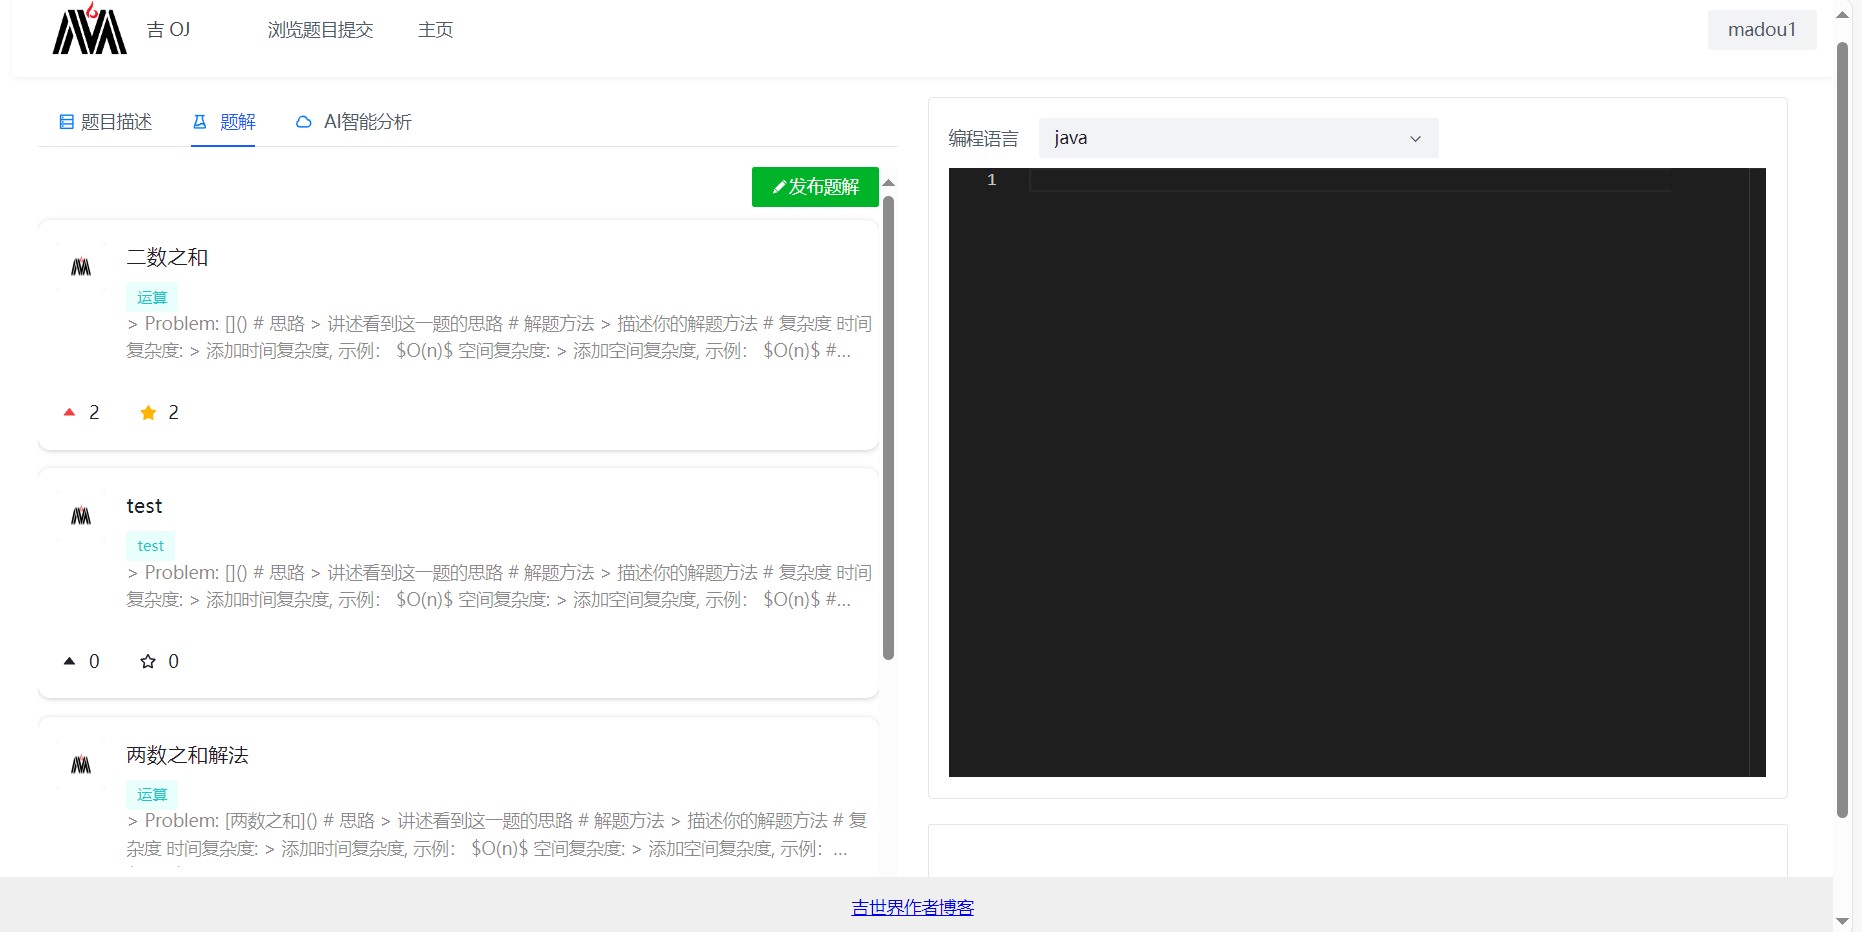 吉 OJ
浏览题目提交
主页
madou1
题目描述
题解
AI智能分析
发布题解
二数之和
运算
> Problem: []() # 思路 > 讲述看到这一题的思路 # 解题方法 > 描述你的解题方法 # 复杂度 时间
复杂度: > 添加时间复杂度, 示例： $O(n)$ 空间复杂度: > 添加空间复杂度, 示例： $O(n)$ #...
2
2
test
test
> Problem: []() # 思路 > 讲述看到这一题的思路 # 解题方法 > 描述你的解题方法 # 复杂度 时间
复杂度: > 添加时间复杂度, 示例： $O(n)$ 空间复杂度: > 添加空间复杂度, 示例： $O(n)$ #...
0
0
两数之和解法
运算
> Problem: [两数之和]() # 思路 > 讲述看到这一题的思路 # 解题方法 > 描述你的解题方法 # 复
杂度 时间复杂度: > 添加时间复杂度, 示例： $O(n)$ 空间复杂度: > 添加空间复杂度, 示例：...
编程语言
java
1
吉世界作者博客